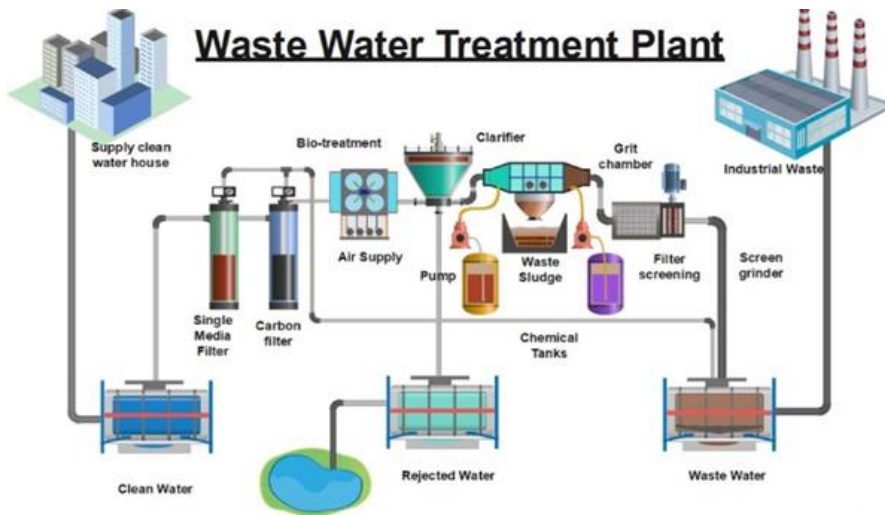 Waste Water Treatment Plant
Supply clean
water house
Bio-treatment
Clarifier
Grit
chamber
Industrial Waste
Air Supply
Pump
Waste
Sludge
Filter
screening
Screen
grinder
Single
Media
Filter
Carbon
filter
Chemical
Tanks
Clean Water
Rejected Water
Waste Water